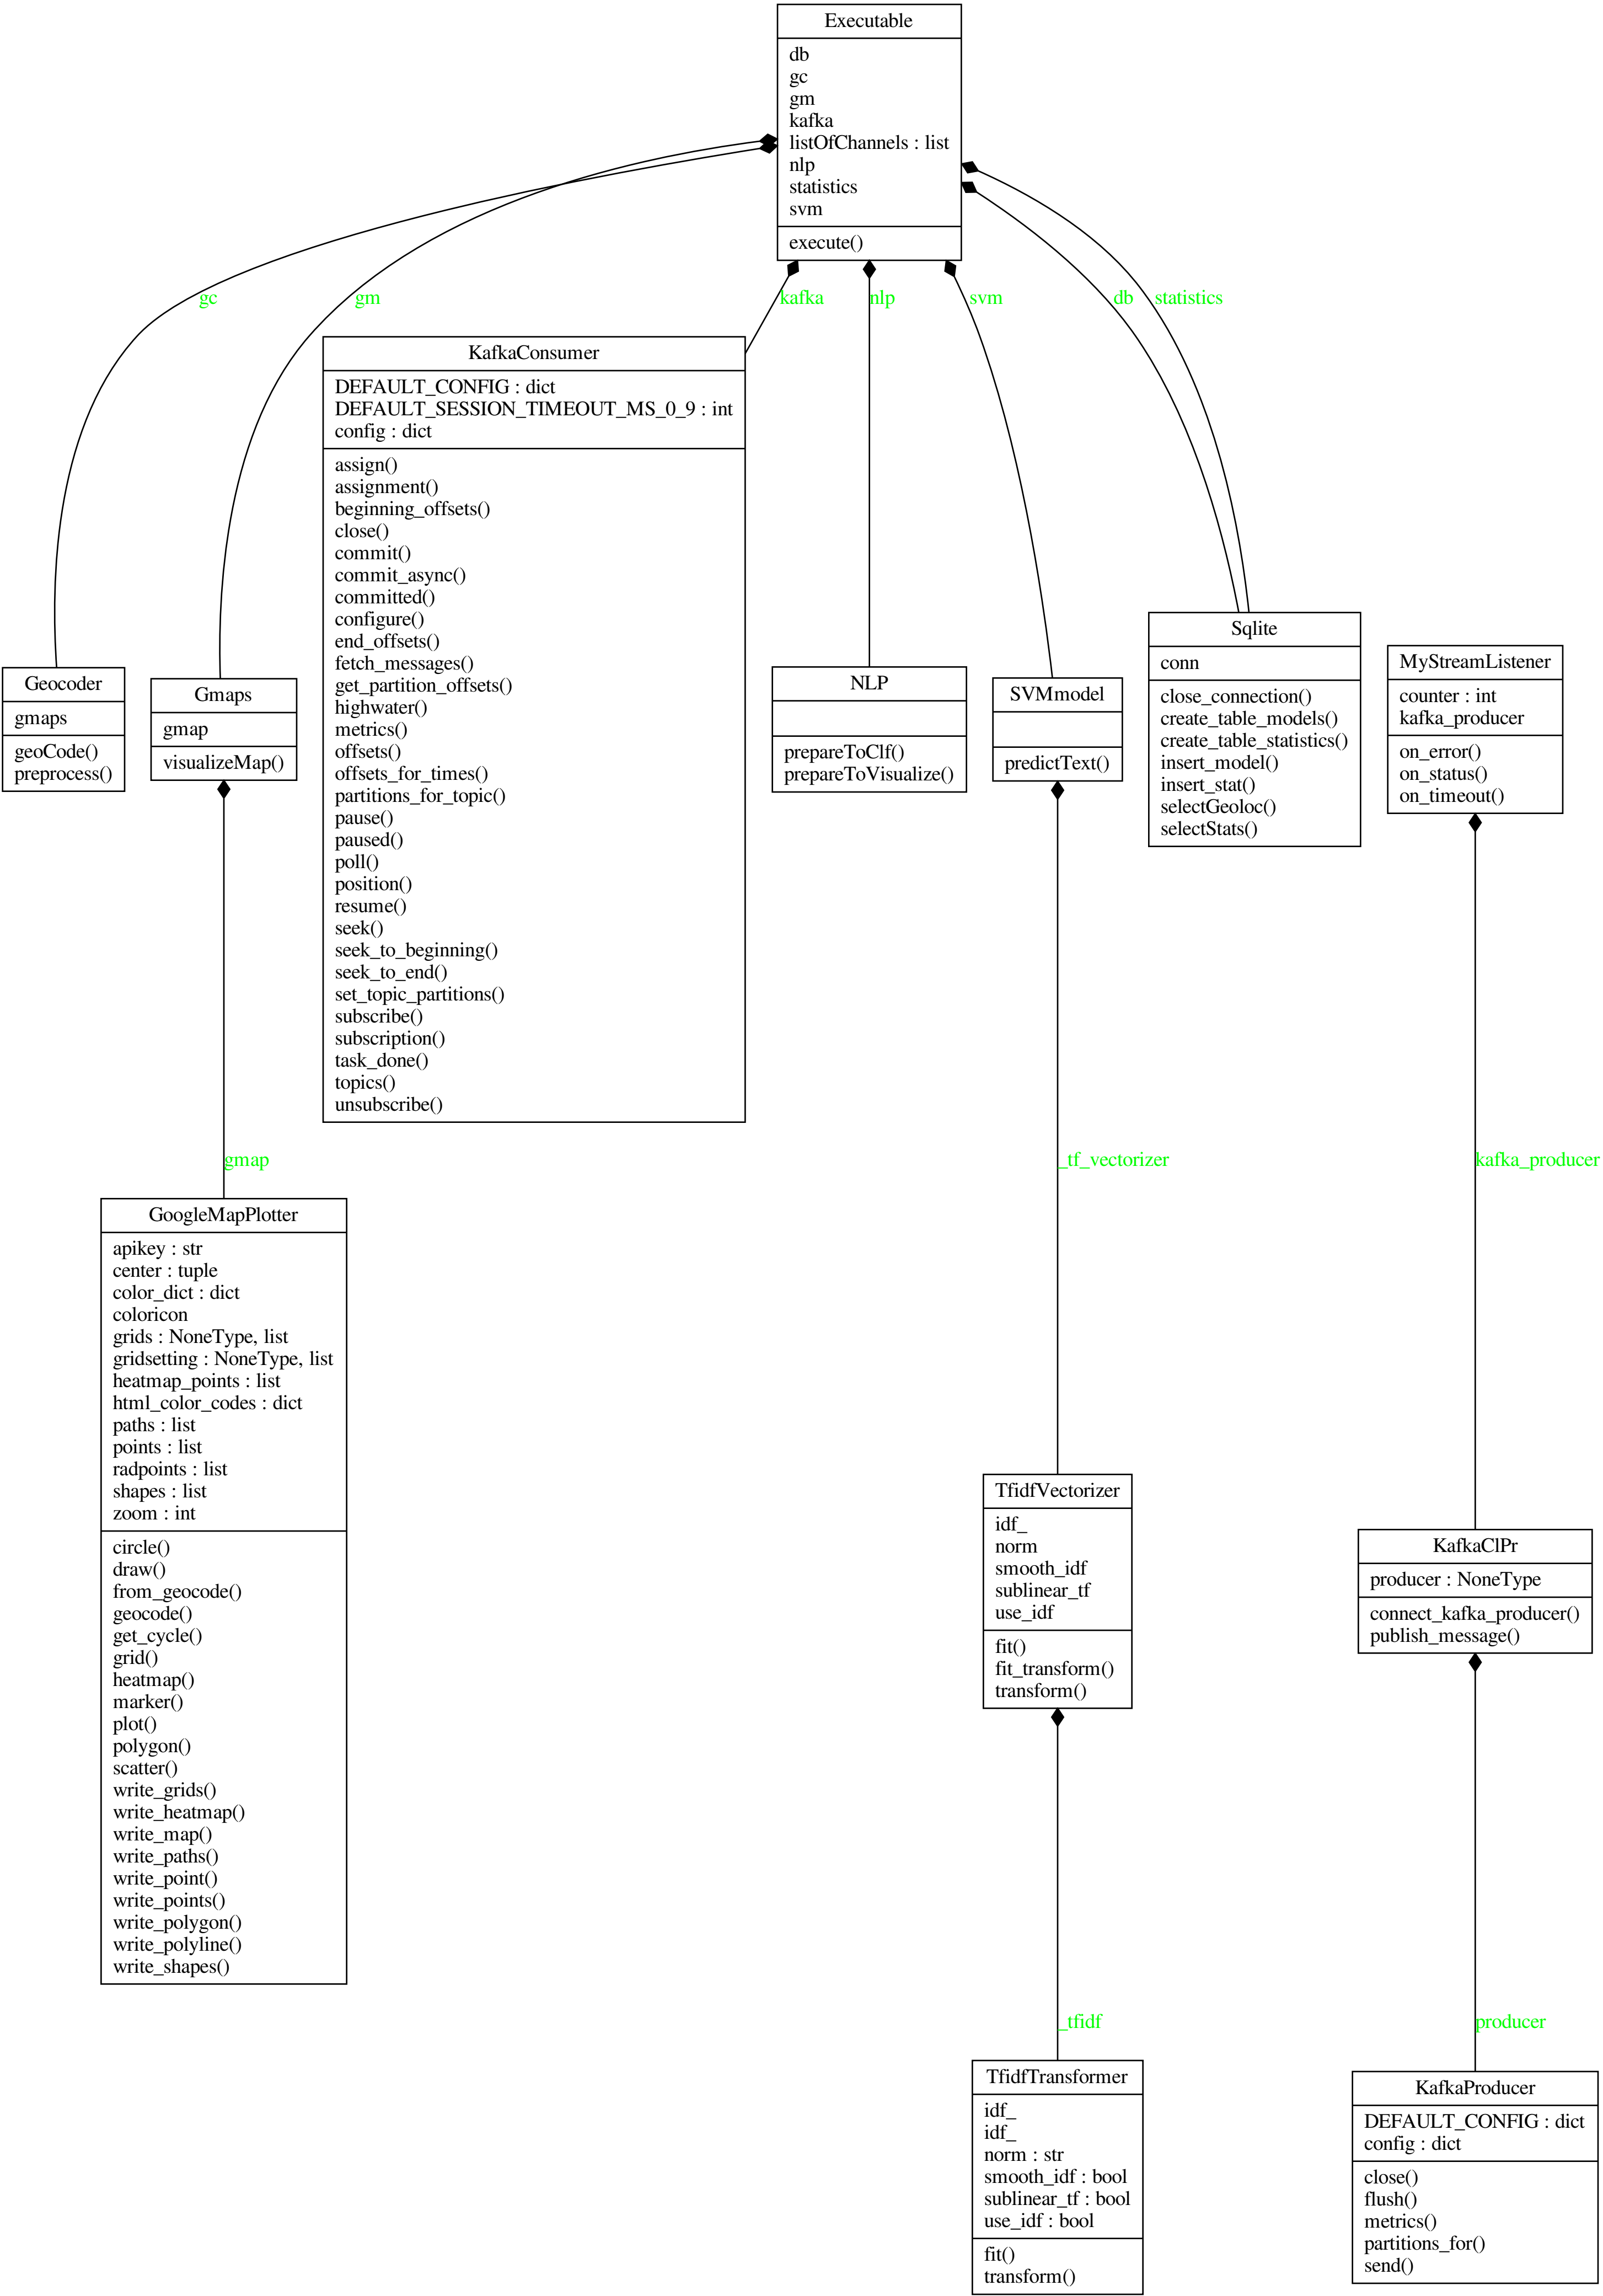 Executable
db
gc
gm
kafka
listOfChannels : list
nlp
statistics
svm
execute()
gc
gm
kafka
nlp
svm
db
statistics
KafkaConsumer
DEFAULT_CONFIG : dict
DEFAULT_SESSION_TIMEOUT_MS_0_9 : int
config : dict
assign()
assignment()
beginning_offsets()
close()
commit()
commit_async()
committed()
configure()
end_offsets()
fetch_messages()
get_partition_offsets()
highwater()
metrics()
offsets()
offsets_for_times()
partitions_for_topic()
pause()
paused()
poll()
position()
resume()
seek()
seek_to_beginning()
seek_to_end()
set_topic_partitions()
subscribe()
subscription()
task_done()
topics()
unsubscribe()
Geocoder
gmaps
geoCode()
preprocess()
Gmaps
gmap
visualizeMap()
NLP
prepareToClf()
prepareToVisualize()
SVMmodel
predictText()
Sqlite
conn
close_connection()
create_table_models()
create_table_statistics()
insert_model()
insert_stat()
selectGeoloc()
selectStats()
MyStreamListener
counter : int
kafka_producer
on_error()
on_status()
on_timeout()
gmap
_tf_vectorizer
kafka_producer
GoogleMapPlotter
apikey : str
center : tuple
color_dict : dict
coloricon
grids : NoneType, list
gridsetting : NoneType, list
heatmap_points : list
html_color_codes : dict
paths : list
points : list
radpoints : list
shapes : list
zoom : int
circle()
draw()
from_geocode()
geocode()
get_cycle()
grid()
heatmap()
marker()
plot()
polygon()
scatter()
write_grids()
write_heatmap()
write_map()
write_paths()
write_point()
write_points()
write_polygon()
write_polyline()
write_shapes()
TfidfVectorizer
idf_
norm
smooth_idf
sublinear_tf
use_idf
fit()
fit_transform()
transform()
KafkaClPr
producer : NoneType
connect_kafka_producer()
publish_message()
_tfidf
producer
TfidfTransformer
idf_
idf_
norm : str
smooth_idf : bool
sublinear_tf : bool
use_idf : bool
fit()
transform()
KafkaProducer
DEFAULT_CONFIG : dict
config : dict
close()
flush()
metrics()
partitions_for()
send()